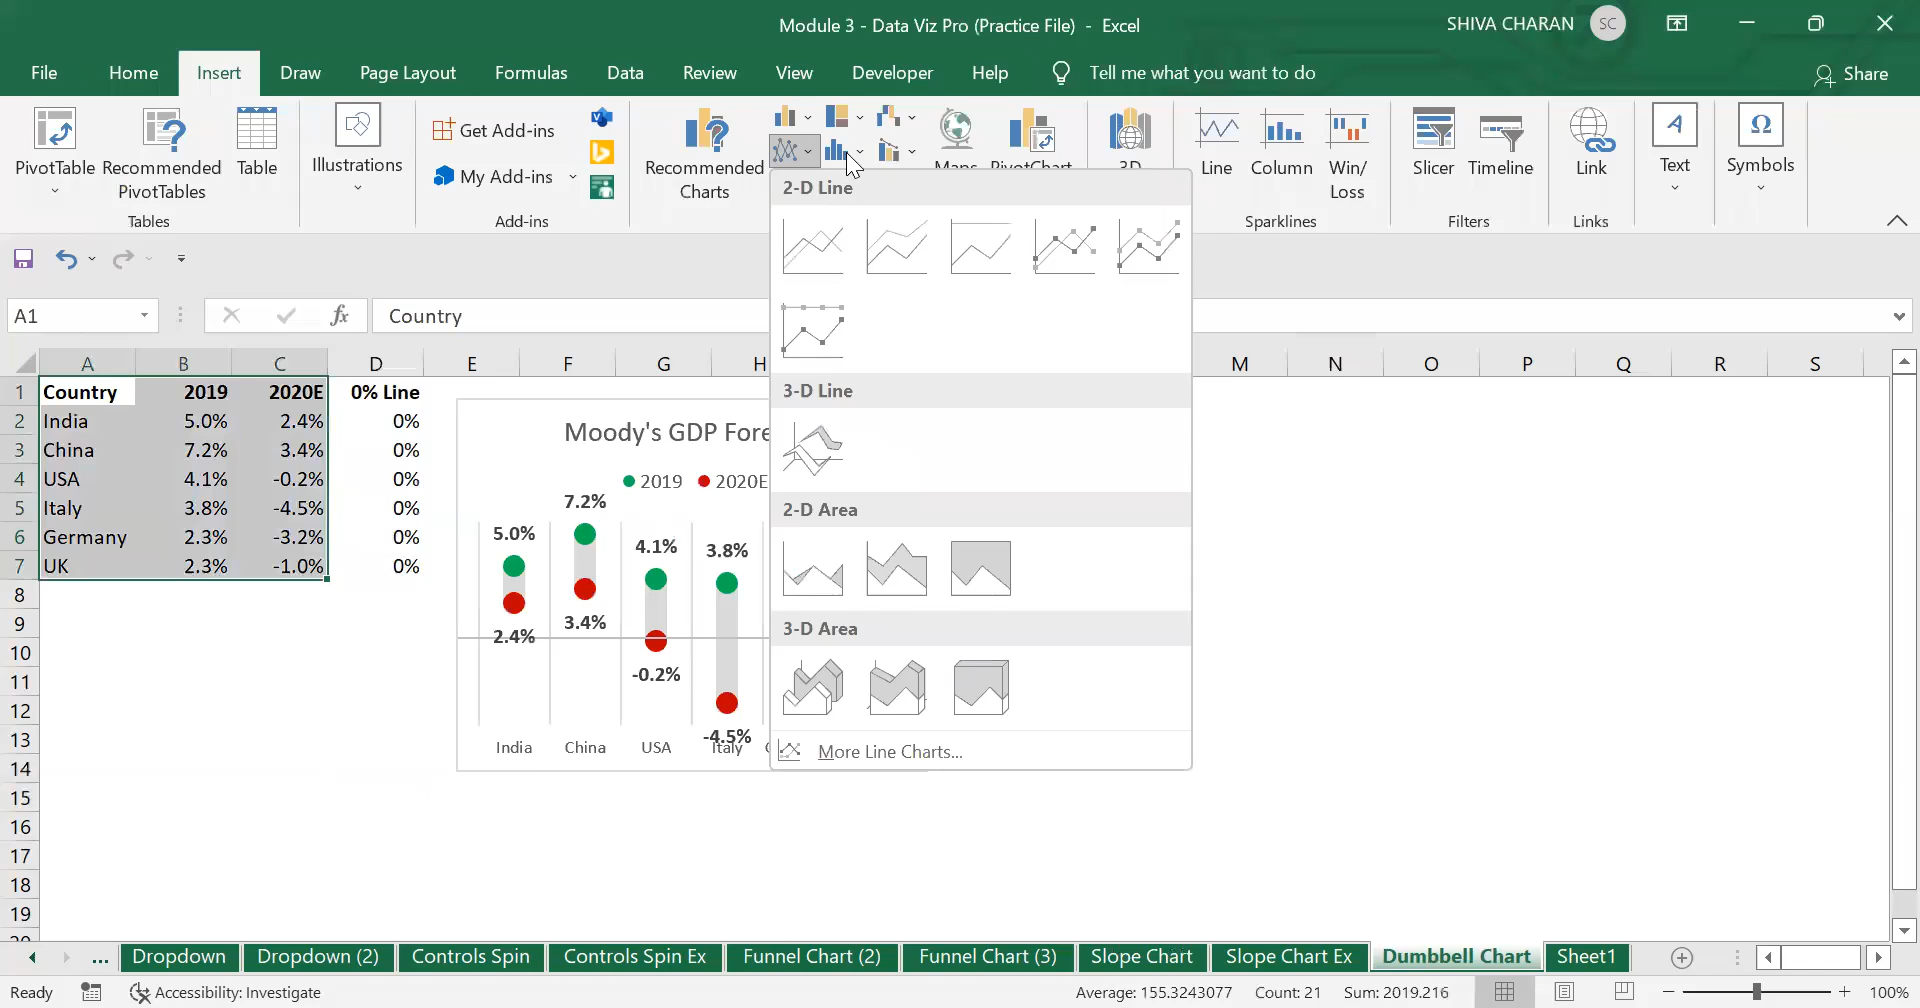 Module 3 - Data Viz Pro (Practice File) - Excel
SHIVA CHARAN SC
File Home Insert Draw Page Layout Formulas Data Review View Developer Help Tell me what you want to do Share
PivotTable
Recommended PivotTables
Table
Tables
Illustrations
Get Add-ins
My Add-ins
Add-ins
Recommended Charts
Maps PivotChart 3D
Line Column Win/ Loss
Sparklines
Slicer Timeline
Filters
Link
Links
Text
Symbols
A1
fx
Country
2-D Line
3-D Line
2-D Area
3-D Area
More Line Charts...
A B C D E F G H M N O P Q R S
1 Country 2019 2020E 0% Line
2 India 5.0% 2.4% 0%
3 China 7.2% 3.4% 0%
4 USA 4.1% -0.2% 0%
5 Italy 3.8% -4.5% 0%
6 Germany 2.3% -3.2% 0%
7 UK 2.3% -1.0% 0%
8
9
10
11
12
13
14
15
16
17
18
19
Moody's GDP Fore
2019 2020E
5.0% 7.2% 4.1% 3.8%
2.4% 3.4% -0.2% -4.5%
India China USA Italy
... Dropdown Dropdown (2) Controls Spin Controls Spin Ex Funnel Chart (2) Funnel Chart (3) Slope Chart Slope Chart Ex Dumbbell Chart Sheet1
Ready Accessibility: Investigate Average: 155.3243077 Count: 21 Sum: 2019.216 100%